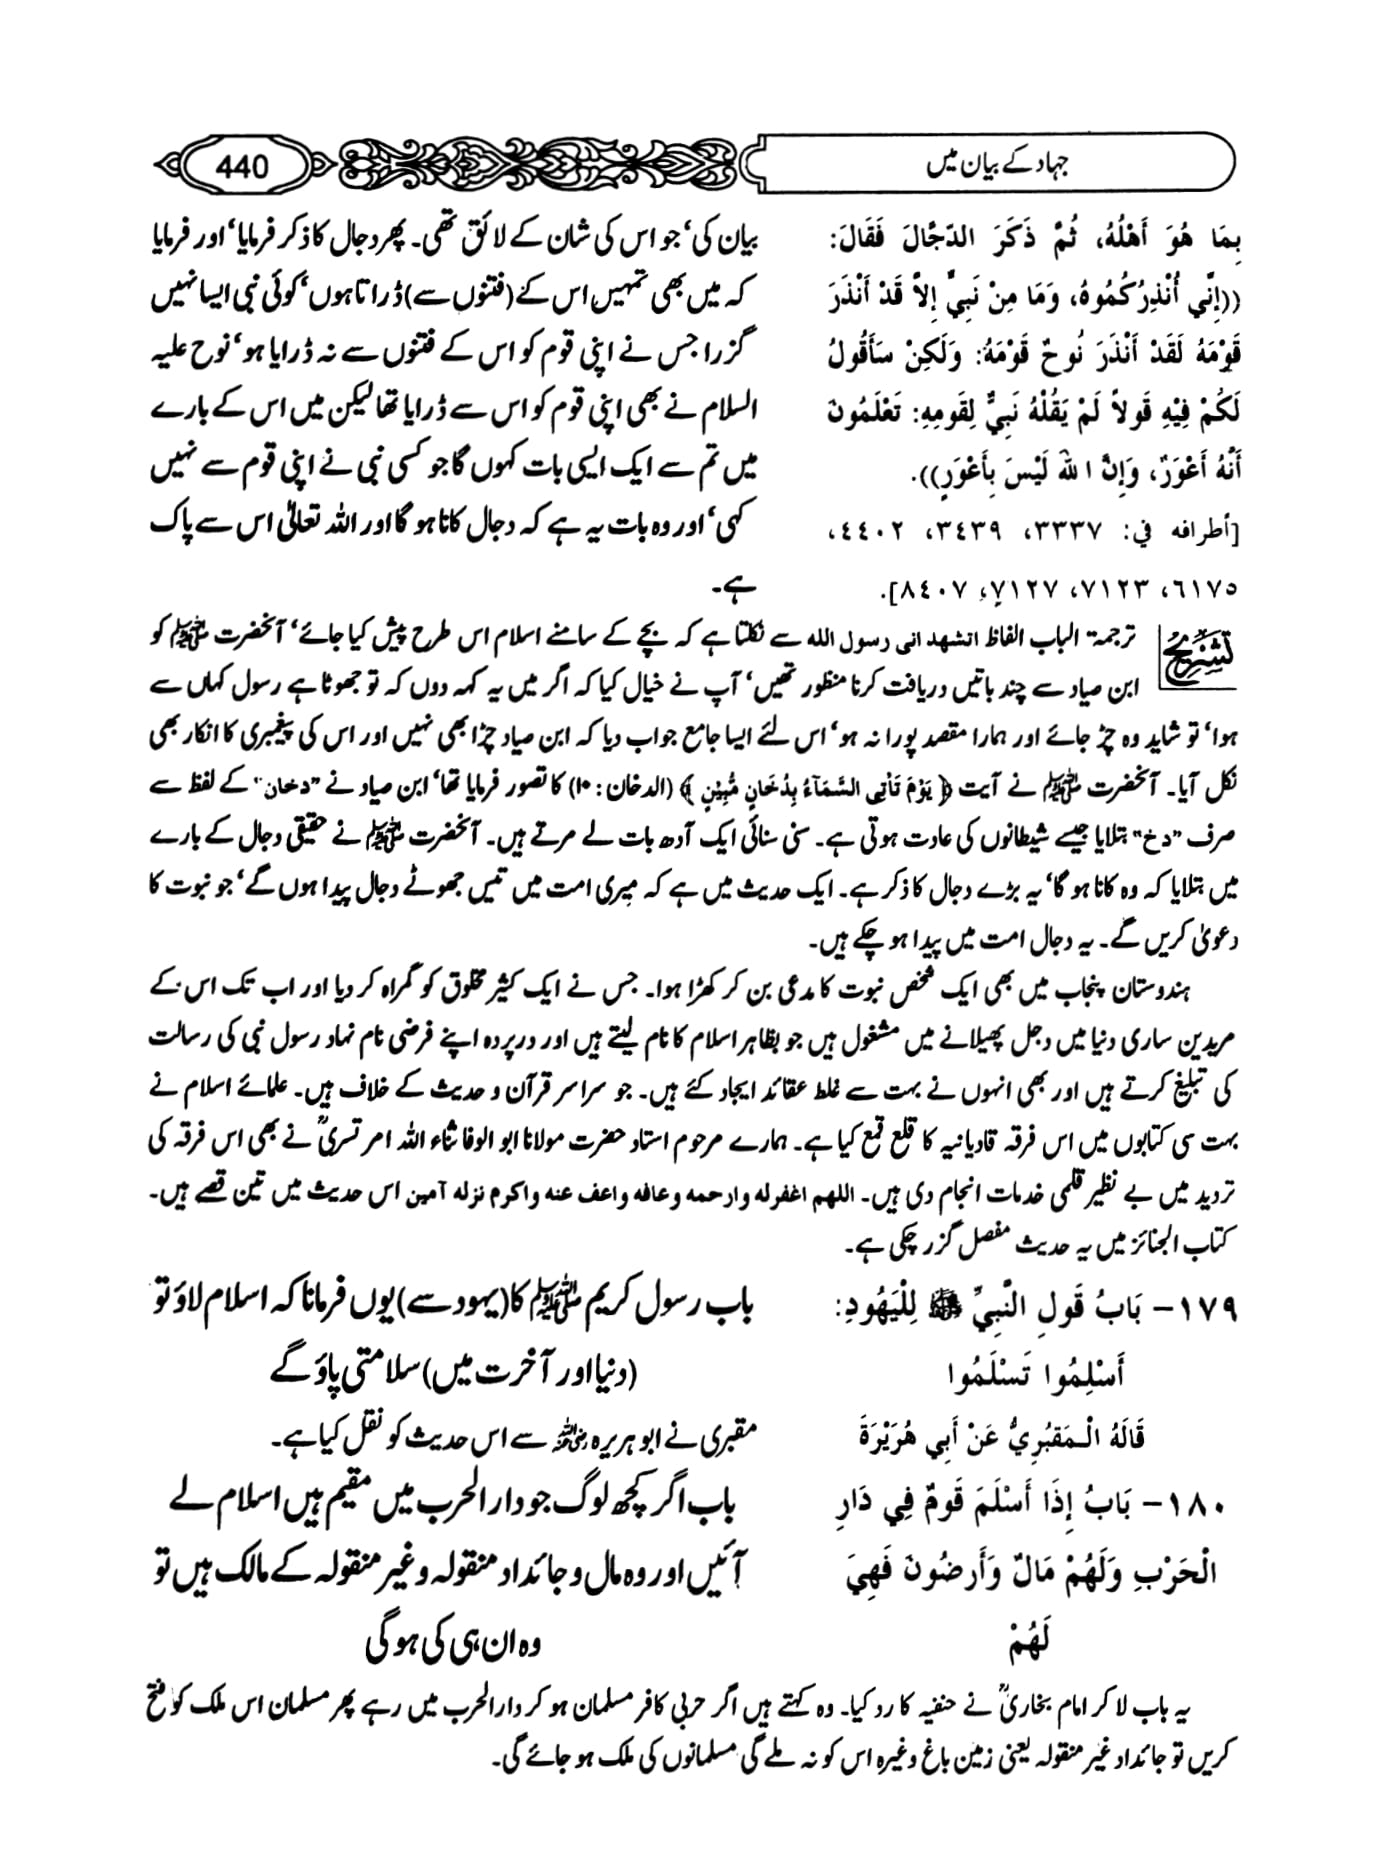 جہاد کے بیان میں
440
بِمَا هُوَ أَهْلُهُ، ثُمَّ ذَكَرَ الدَّجَّالَ فَقَالَ:
((إِنِّي أُنْذِرُكُمُوهُ، وَمَا مِنْ نَبِيٍّ إِلاَّ قَدْ أَنْذَرَ
قَوْمَهُ لَقَدْ أَنْذَرَ نُوحٌ قَوْمَهُ: وَلَكِنْ سَأَقُولُ
لَكُمْ فِيْهِ قَولاً لَمْ يَقُلْهُ نَبِيٌّ لِقَومِهِ: تَعْلَمُونَ
أَنَّهُ أَعْوَرٌ، وَإِنَّ اللهَ لَيْسَ بِأَعْوَرٍ)).
[أطرافه في: ٣٣٣٧، ٣٤٣٩، ٤٤٠٢،
٦١٧٥، ٧١٢٣، ٧١٢٧، ٨٤٠٧].
بیان کی‘ جو اس کی شان کے لائق تھی۔ پھر دجال کا ذکر فرمایا‘ اور فرمایا
کہ میں بھی تمہیں اس کے (فتنوں سے) ڈراتا ہوں‘ کوئی نبی ایسا نہیں
گزرا جس نے اپنی قوم کو اس کے فتنوں سے نہ ڈرایا ہو‘ نوح علیہ
السلام نے بھی اپنی قوم کو اس سے ڈرایا تھا لیکن میں اس کے بارے
میں تم سے ایک ایسی بات کہوں گا جو کسی نبی نے اپنی قوم سے نہیں
کہی‘ اور وہ بات یہ ہے کہ دجال کانا ہو گا اور اللہ تعالیٰ اس سے پاک
ہے۔
تشریح ترجمۃ الباب الفاظ اتشهد انی رسول الله سے نکلتا ہے کہ بچے کے سامنے اسلام اس طرح پیش کیا جائے‘ آنحضرت ﷺ کو
ابن صیاد سے چند باتیں دریافت کرنا منظور تھیں‘ آپ نے خیال کیا کہ اگر میں یہ کہہ دوں کہ تو جھوٹا ہے رسول کہاں سے
ہوا‘ تو شاید وہ چڑ جائے اور ہمارا مقصد پورا نہ ہو‘ اس لئے ایسا جامع جواب دیا کہ ابن صیاد چڑا بھی نہیں اور اس کی پیغمبری کا انکار بھی
نکل آیا۔ آنحضرت ﷺ نے آیت ﴿ يَوْمَ تَأْتِي السَّمَآءُ بِدُخَانٍ مُّبِيْنٍ ﴾ (الدخان : ۱۰) کا تصور فرمایا تھا‘ ابن صیاد نے "دخان" کے لفظ سے
صرف "دخ" بتلایا جیسے شیطانوں کی عادت ہوتی ہے۔ سنی سنائی ایک آدھ بات لے مرتے ہیں۔ آنحضرت ﷺ نے حقیقی دجال کے بارے
میں بتلایا کہ وہ کانا ہو گا‘ یہ بڑے دجال کا ذکر ہے۔ ایک حدیث میں ہے کہ میری امت میں تیس جھوٹے دجال پیدا ہوں گے‘ جو نبوت کا
دعویٰ کریں گے۔ یہ دجال امت میں پیدا ہو چکے ہیں۔
ہندوستان پنجاب میں بھی ایک شخص نبوت کا مدعی بن کر کھڑا ہوا۔ جس نے ایک کثیر مخلوق کو گمراہ کر دیا اور اب تک اس کے
مریدین ساری دنیا میں دجل پھیلانے میں مشغول ہیں جو بظاہر اسلام کا نام لیتے ہیں اور درپردہ اپنے فرضی نام نہاد رسول نبی کی رسالت
کی تبلیغ کرتے ہیں اور بھی انہوں نے بہت سے غلط عقائد ایجاد کئے ہیں۔ جو سراسر قرآن و حدیث کے خلاف ہیں۔ علمائے اسلام نے
بہت سی کتابوں میں اس فرقہ قادیانیہ کا قلع قمع کیا ہے۔ ہمارے مرحوم استاد حضرت مولانا ابو الوفا ثناء اللہ امرتسریؒ نے بھی اس فرقہ کی
تردید میں بے نظیر قلمی خدمات انجام دی ہیں۔ اللهم اغفر له وارحمه وعافه واعف عنه واكرم نزله آمين اس حدیث میں تین قصے ہیں۔
کتاب الجنائز میں یہ حدیث مفصل گزر چکی ہے۔
١٧٩- بَابُ قَولِ النَّبِيِّ ﷺ لِلْيَهُودِ:
أَسْلِمُوا تَسْلَمُوا
قَالَهُ الْمَقْبُرِيُّ عَنْ أَبِي هُرَيْرَةَ
باب رسول کریم ﷺ کا (یہود سے) یوں فرمانا کہ اسلام لاؤ تو
(دنیا اور آخرت میں) سلامتی پاؤ گے
مقبری نے ابوہریرہ رضی اللہ عنہ سے اس حدیث کو نقل کیا ہے۔
١٨٠- بَابُ إِذَا أَسْلَمَ قَومٌ فِي دَارِ
الْحَرْبِ وَلَهُمْ مَالٌ وَأَرضُونَ فَهِيَ
لَهُمْ
باب اگر کچھ لوگ جو دار الحرب میں مقیم ہیں اسلام لے
آئیں اور وہ مال و جائداد منقولہ و غیر منقولہ کے مالک ہیں تو
وہ ان ہی کی ہو گی
یہ باب لا کر امام بخاریؒ نے حنفیہ کا رد کیا۔ وہ کہتے ہیں اگر حربی کافر مسلمان ہو کر دارالحرب میں رہے پھر مسلمان اس ملک کو فتح
کریں تو جائداد غیر منقولہ یعنی زمین باغ وغیرہ اس کو نہ ملے گی مسلمانوں کی ملک ہو جائے گی۔